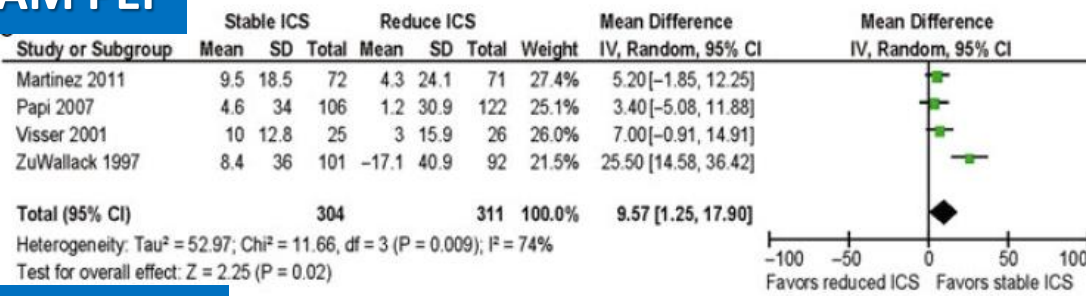 Stable ICS Reduce ICS Mean Difference Mean Difference
Study or Subgroup Mean SD Total Mean SD Total Weight IV, Random, 95% CI IV, Random, 95% CI
Martinez 2011 9.5 18.5 72 4.3 24.1 71 27.4% 5.20[−1.85, 12.25]
Papi 2007 4.6 34 106 1.2 30.9 122 25.1% 3.40[−5.08, 11.88]
Visser 2001 10 12.8 25 3 15.9 26 26.0% 7.00[−0.91, 14.91]
ZuWallack 1997 8.4 36 101 −17.1 40.9 92 21.5% 25.50 [14.58, 36.42]
Total (95% CI) 304 311 100.0% 9.57 [1.25, 17.90]
Heterogeneity: Tau² = 52.97; Chi² = 11.66, df = 3 (P = 0.009); I² = 74%
Test for overall effect: Z = 2.25 (P = 0.02)
−100 −50 0 50 100
Favors reduced ICS Favors stable ICS